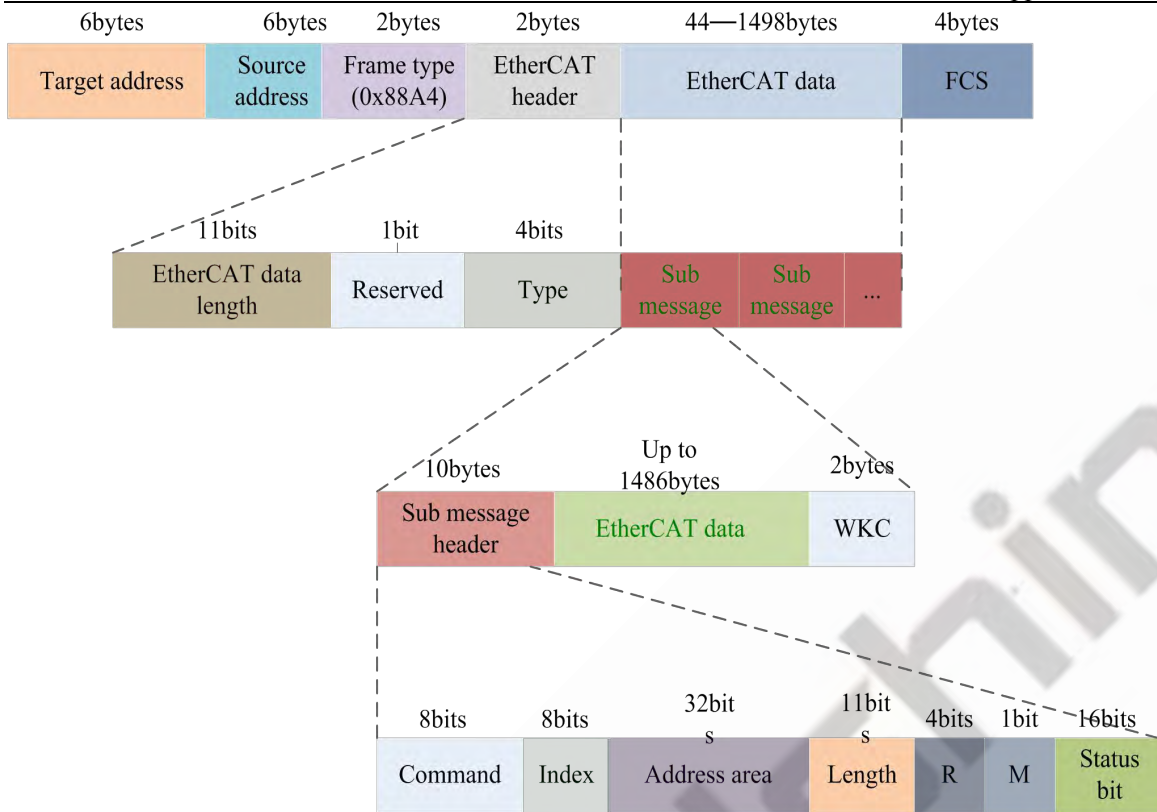 6bytes 6bytes 2bytes 2bytes 44—1498bytes 4bytes
Target address Source address Frame type (0x88A4) EtherCAT header EtherCAT data FCS
11bits 1bit 4bits
EtherCAT data length Reserved Type Sub message Sub message ...
10bytes Up to 1486bytes 2bytes
Sub message header EtherCAT data WKC
8bits 8bits 32bits 11bits 4bits 1bit 16bits
Command Index Address area Length R M Status bit